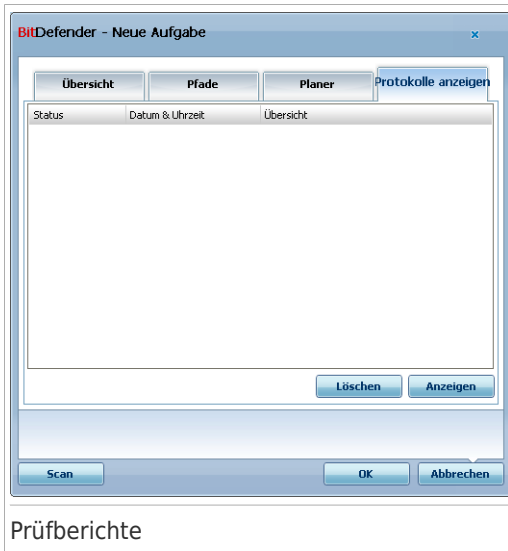 BitDefender - Neue Aufgabe
Übersicht Pfade Planer Protokolle anzeigen
Status Datum & Uhrzeit Übersicht
Löschen Anzeigen
Scan OK Abbrechen
Prüfberichte